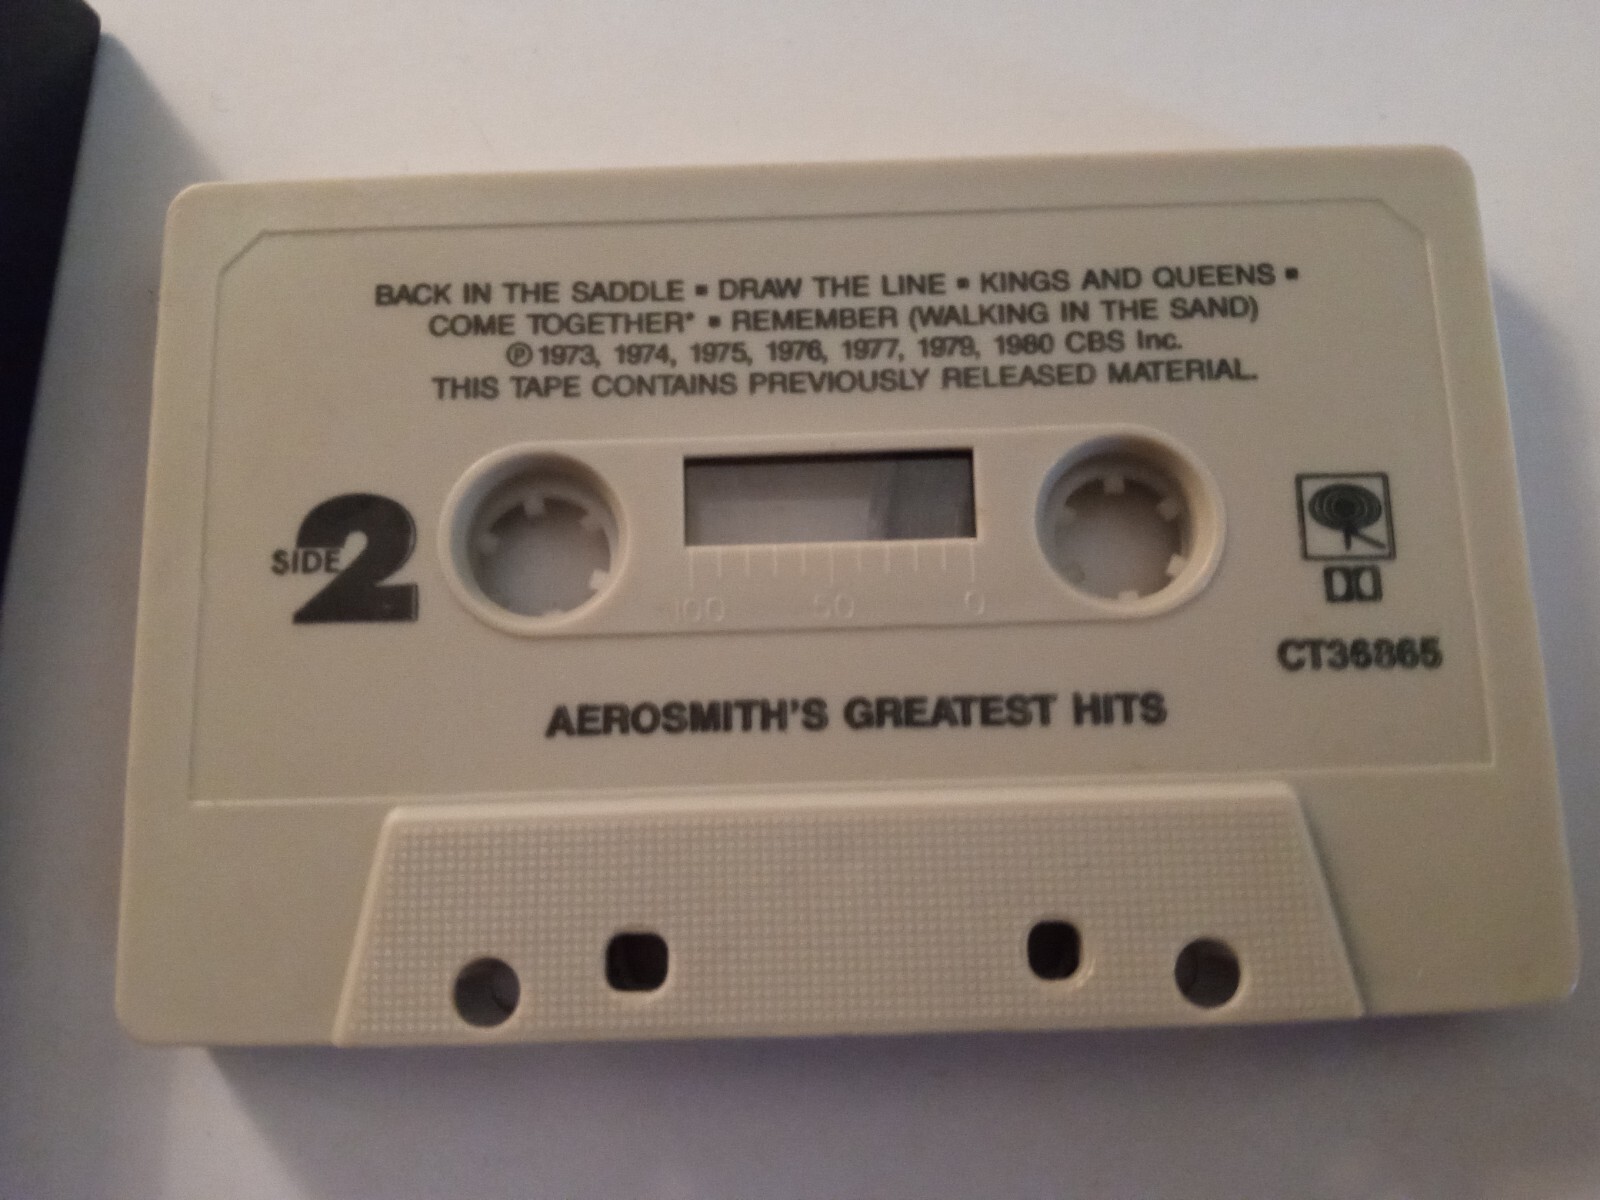 BACK IN THE SADDLE ▪ DRAW THE LINE ▪ KINGS AND QUEENS ▪
COME TOGETHER* ▪ REMEMBER (WALKING IN THE SAND)
℗ 1973, 1974, 1975, 1976, 1977, 1979, 1980 CBS Inc.
THIS TAPE CONTAINS PREVIOUSLY RELEASED MATERIAL.
SIDE 2
100 50 0
CT36865
AEROSMITH'S GREATEST HITS